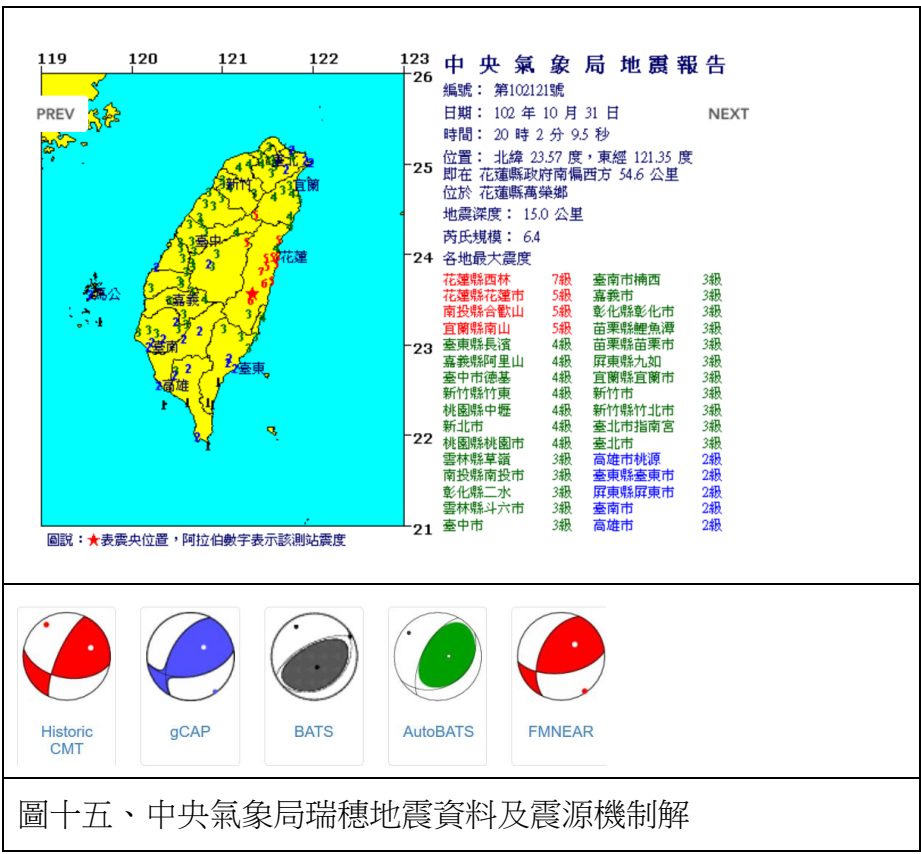 119 120 121 122 123
中央氣象局地震報告
26
編號： 第102121號
PREV
日期： 102 年 10 月 31 日
NEXT
時間： 20 時 2 分 9.5 秒
位置： 北緯 23.57 度，東經 121.35 度
即在 花蓮縣政府南偏西方 54.6 公里
位於 花蓮縣萬榮鄉
地震深度： 15.0 公里
芮氏規模： 6.4
各地最大震度
花蓮縣西林 7級 臺南市楠西 3級
花蓮縣花蓮市 5級 嘉義市 3級
南投縣合歡山 5級 彰化縣彰化市 3級
宜蘭縣南山 5級 苗栗縣鯉魚潭 3級
臺東縣長濱 4級 苗栗縣苗栗市 3級
嘉義縣阿里山 4級 屏東縣九如 3級
臺中市德基 4級 宜蘭縣宜蘭市 3級
新竹縣竹東 4級 新竹市 3級
桃園縣中壢 4級 新竹縣竹北市 3級
新北市 4級 臺北市指南宮 3級
桃園縣桃園市 4級 臺北市 3級
雲林縣草嶺 3級 高雄市桃源 2級
南投縣南投市 3級 臺東縣臺東市 2級
彰化縣二水 3級 屏東縣屏東市 2級
雲林縣斗六市 3級 臺南市 2級
臺中市 3級 高雄市 2級
25
24
23
22
21
臺北
新竹
宜蘭
臺中
花蓮
馬公
嘉義
臺南
臺東
高雄
圖說：★表震央位置，阿拉伯數字表示該測站震度
Historic
CMT
gCAP
BATS
AutoBATS
FMNEAR
圖十五、中央氣象局瑞穗地震資料及震源機制解